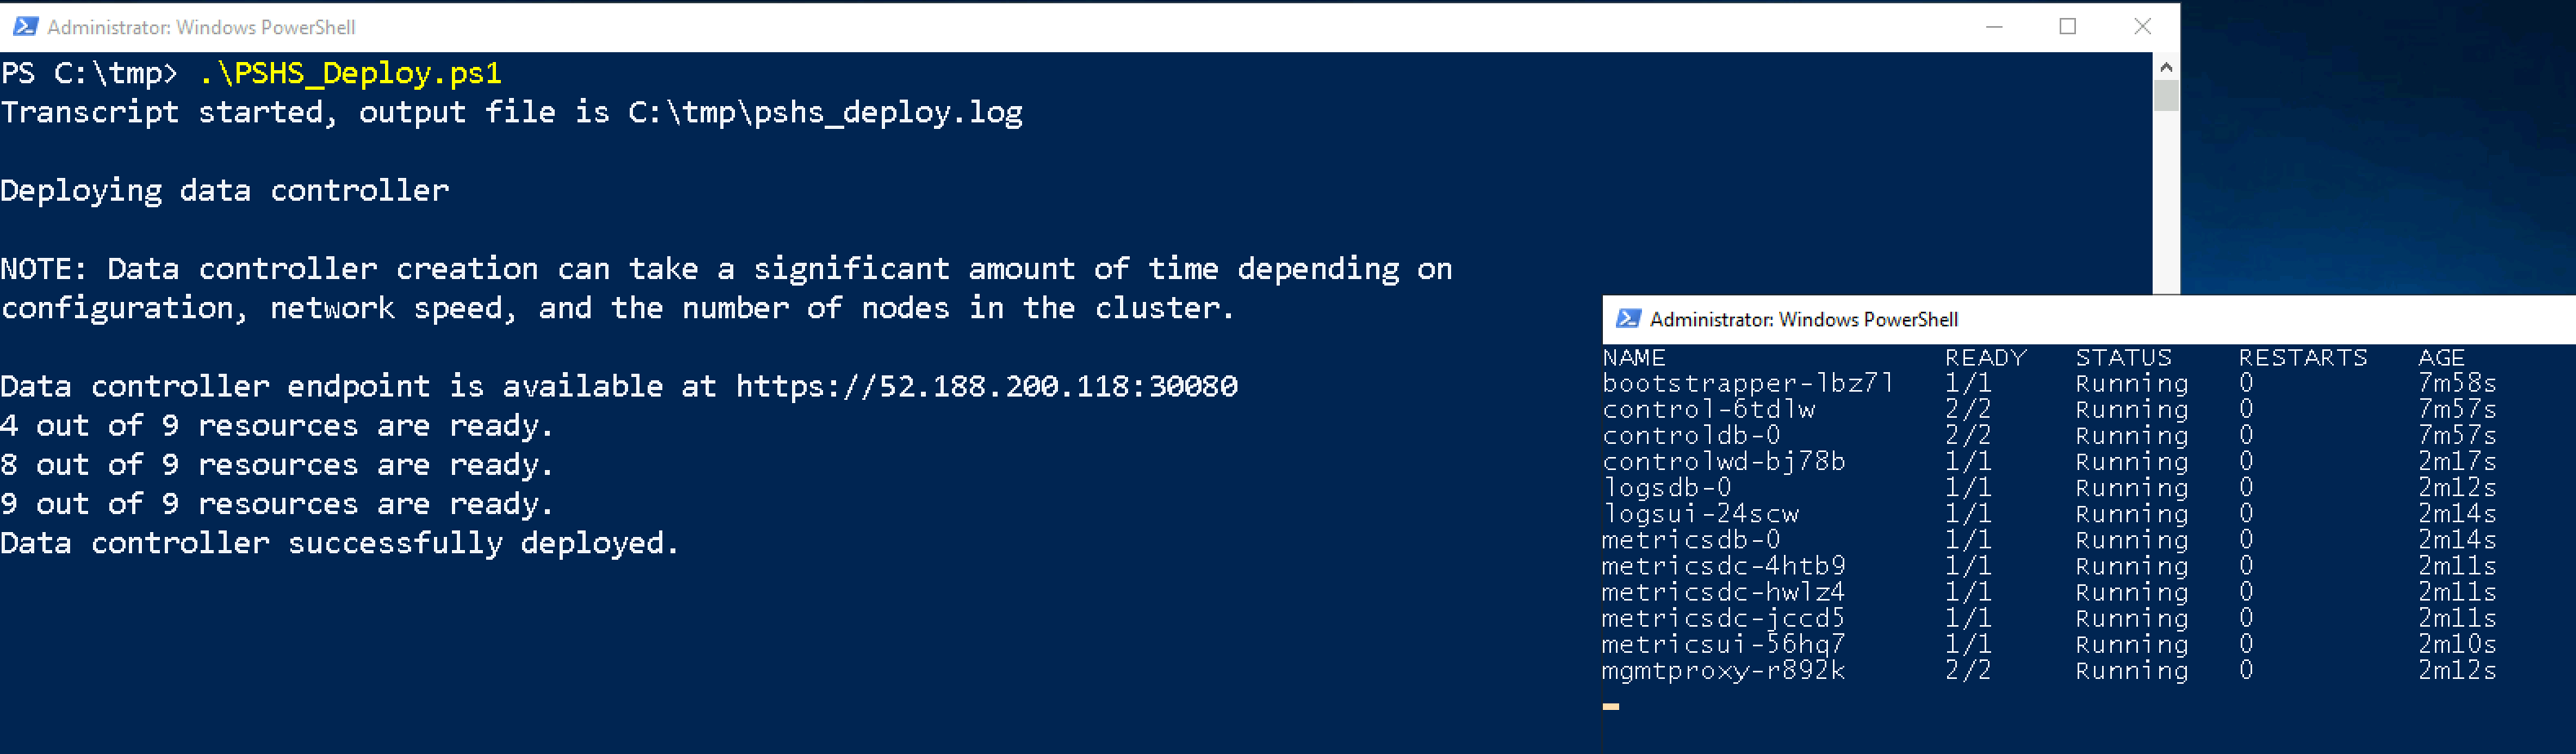 Administrator: Windows PowerShell
PS C:\tmp> .\PSHS_Deploy.ps1
Transcript started, output file is C:\tmp\pshs_deploy.log
Deploying data controller
NOTE: Data controller creation can take a significant amount of time depending on
configuration, network speed, and the number of nodes in the cluster.
Data controller endpoint is available at https://52.188.200.118:30080
4 out of 9 resources are ready.
8 out of 9 resources are ready.
9 out of 9 resources are ready.
Data controller successfully deployed.
Administrator: Windows PowerShell
NAME READY STATUS RESTARTS AGE
bootstrapper-lbz7l 1/1 Running 0 7m58s
control-6tdlw 2/2 Running 0 7m57s
controldb-0 2/2 Running 0 7m57s
controlwd-bj78b 1/1 Running 0 2m17s
logsdb-0 1/1 Running 0 2m12s
logsui-24scw 1/1 Running 0 2m14s
metricsdb-0 1/1 Running 0 2m14s
metricsdc-4htb9 1/1 Running 0 2m11s
metricsdc-hwlz4 1/1 Running 0 2m11s
metricsdc-jccd5 1/1 Running 0 2m11s
metricsui-56hq7 1/1 Running 0 2m10s
mgmtproxy-r892k 2/2 Running 0 2m12s